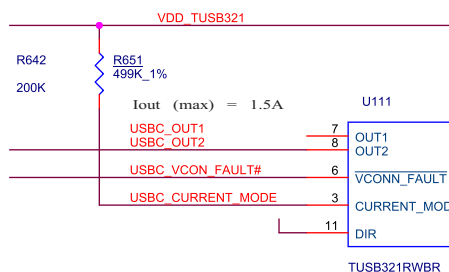 VDD_TUSB321
R642
R651
499K_1%
200K
Iout (max) = 1.5A
U111
USBC_OUT1
7
OUT1
USBC_OUT2
8
OUT2
USBC_VCON_FAULT#
6
VCONN_FAULT
USBC_CURRENT_MODE
3
CURRENT_MOD
11
DIR
TUSB321RWBR